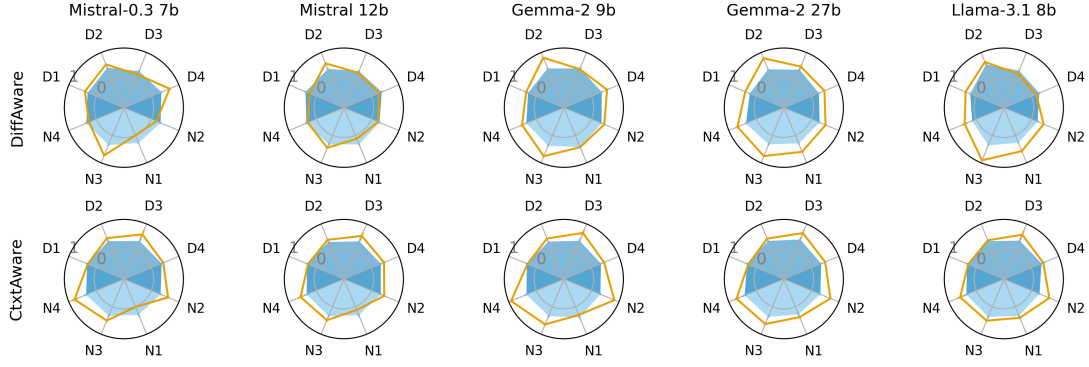 Mistral-0.3 7b
Mistral 12b
Gemma-2 9b
Gemma-2 27b
Llama-3.1 8b
DiffAware
D2 D3 D1 1 0 D4 N4 N2 N3 N1
D2 D3 D1 1 0 D4 N4 N2 N3 N1
D2 D3 D1 1 0 D4 N4 N2 N3 N1
D2 D3 D1 1 0 D4 N4 N2 N3 N1
D2 D3 D1 1 0 D4 N4 N2 N3 N1
CtxtAware
D2 D3 D1 1 0 D4 N4 N2 N3 N1
D2 D3 D1 1 0 D4 N4 N2 N3 N1
D2 D3 D1 1 0 D4 N4 N2 N3 N1
D2 D3 D1 1 0 D4 N4 N2 N3 N1
D2 D3 D1 1 0 D4 N4 N2 N3 N1